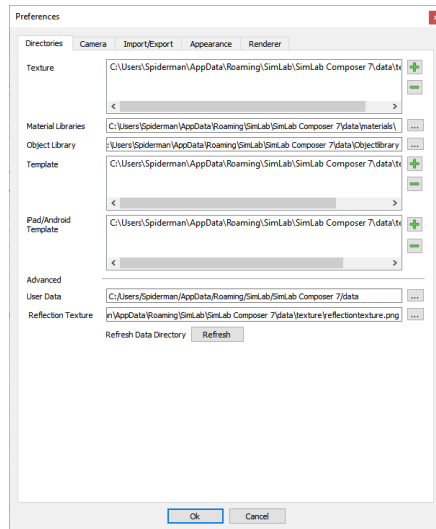 Preferences
Directories Camera Import/Export Appearance Renderer
Texture C:\Users\Spiderman\AppData\Roaming\SimLab\SimLab Composer 7\data\te
Material Libraries C:\Users\Spiderman\AppData\Roaming\SimLab\SimLab Composer 7\data\materials\ ...
Object Library :\Users\Spiderman\AppData\Roaming\SimLab\SimLab Composer 7\data\Objectlibrary ...
Template C:\Users\Spiderman\AppData\Roaming\SimLab\SimLab Composer 7\data\te
iPad/Android C:\Users\Spiderman\AppData\Roaming\SimLab\SimLab Composer 7\data\te
Template
Advanced
User Data C:/Users/Spiderman/AppData/Roaming/SimLab/SimLab Composer 7/data ...
Reflection Texture n\AppData\Roaming\SimLab\SimLab Composer 7\data\texture\reflectiontexture.png ...
Refresh Data Directory Refresh
Ok Cancel